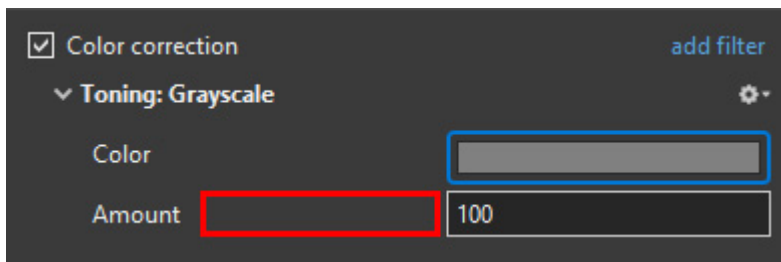 Color correction add filter
Toning: Grayscale
Color
Amount 100